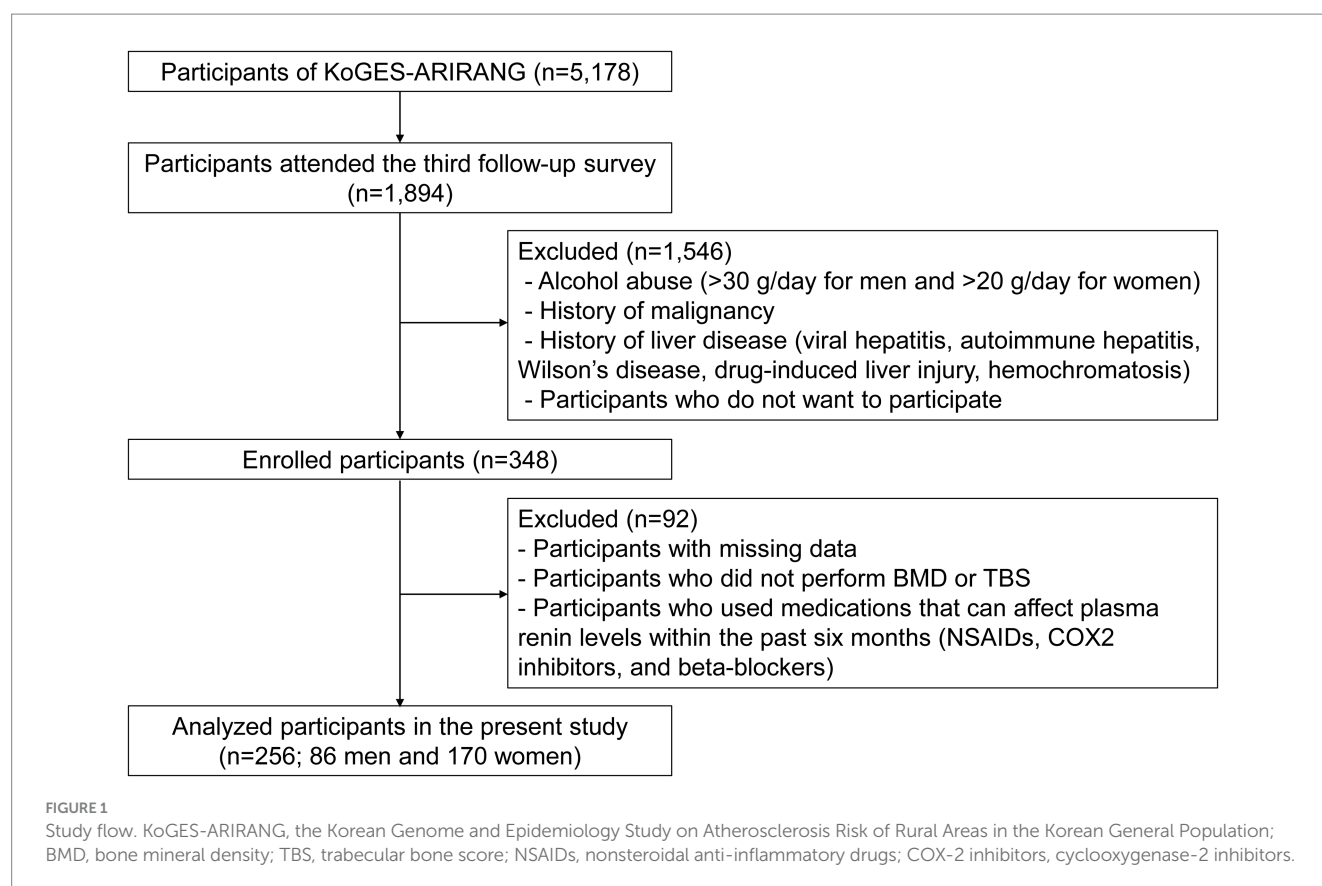 Participants of KoGES-ARIRANG (n=5,178)
Participants attended the third follow-up survey
(n=1,894)
Excluded (n=1,546)
- Alcohol abuse (>30 g/day for men and >20 g/day for women)
- History of malignancy
- History of liver disease (viral hepatitis, autoimmune hepatitis,
Wilson’s disease, drug-induced liver injury, hemochromatosis)
- Participants who do not want to participate
Enrolled participants (n=348)
Excluded (n=92)
- Participants with missing data
- Participants who did not perform BMD or TBS
- Participants who used medications that can affect plasma
renin levels within the past six months (NSAIDs, COX2
inhibitors, and beta-blockers)
Analyzed participants in the present study
(n=256; 86 men and 170 women)
FIGURE 1
Study flow. KoGES-ARIRANG, the Korean Genome and Epidemiology Study on Atherosclerosis Risk of Rural Areas in the Korean General Population;
BMD, bone mineral density; TBS, trabecular bone score; NSAIDs, nonsteroidal anti-inflammatory drugs; COX-2 inhibitors, cyclooxygenase-2 inhibitors.